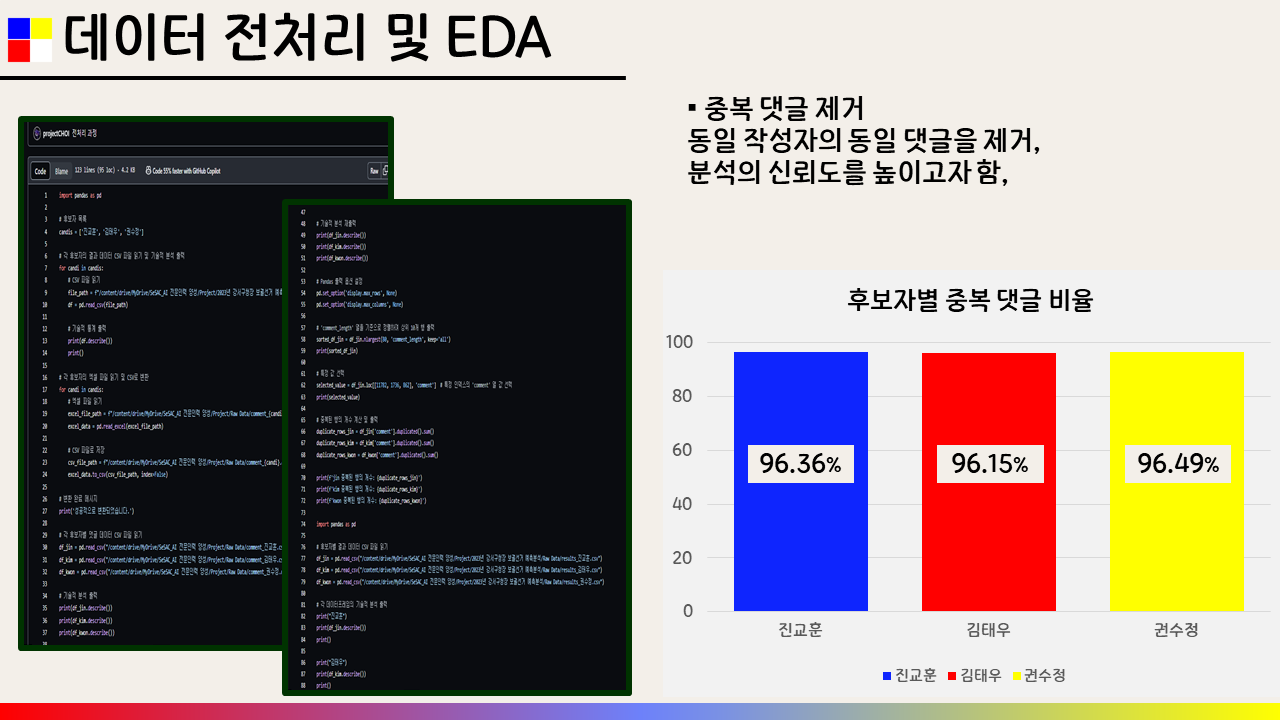 데이터 전처리 및 EDA
projectCHOI 전처리 과정
Code Blame 123 lines (95 loc) · 4.2 KB Code 55% faster with GitHub Copilot Raw
1 import pandas as pd
2
3 # 후보자 목록
4 candis = ['진교훈', '김태우', '권수정']
5
6 # 각 후보자의 결과 데이터 CSV 파일 읽기 및 기술적 분석 출력
7 for candi in candis:
8 # CSV 파일 읽기
9 file_path = f"/content/drive/MyDrive/SeSAC_AI 전문인력 양성/Project/2023년 강서구청장 보궐선거 예측
10 df = pd.read_csv(file_path)
11
12 # 기술적 통계 출력
13 print(df.describe())
14 print()
15
16 # 각 후보자의 엑셀 파일 읽기 및 CSV로 변환
17 for candi in candis:
18 # 엑셀 파일 읽기
19 excel_file_path = f"/content/drive/MyDrive/SeSAC_AI 전문인력 양성/Project/Raw Data/comment_{candi
20 excel_data = pd.read_excel(excel_file_path)
21
22 # CSV 파일로 저장
23 csv_file_path = f"/content/drive/MyDrive/SeSAC_AI 전문인력 양성/Project/Raw Data/comment_{candi}.
24 excel_data.to_csv(csv_file_path, index=False)
25
26 # 변환 완료 메시지
27 print('성공적으로 변환되었습니다.')
28
29 # 각 후보자별 댓글 데이터 CSV 파일 읽기
30 df_jin = pd.read_csv("/content/drive/MyDrive/SeSAC_AI 전문인력 양성/Project/Raw Data/comment_진교훈.c
31 df_kim = pd.read_csv("/content/drive/MyDrive/SeSAC_AI 전문인력 양성/Project/Raw Data/comment_김태우.c
32 df_kwon = pd.read_csv("/content/drive/MyDrive/SeSAC_AI 전문인력 양성/Project/Raw Data/comment_권수정.
33
34 # 기술적 분석 출력
35 print(df_jin.describe())
36 print(df_kim.describe())
37 print(df_kwon.describe())
47
48 # 기술적 분석 재출력
49 print(df_jin.describe())
50 print(df_kim.describe())
51 print(df_kwon.describe())
52
53 # Pandas 출력 옵션 설정
54 pd.set_option('display.max_rows', None)
55 pd.set_option('display.max_columns', None)
56
57 # 'comment_length' 열을 기준으로 정렬하여 상위 10개 행 출력
58 sorted_df_jin = df_jin.nlargest(80, 'comment_length', keep='all')
59 print(sorted_df_jin)
60
61 # 특정 값 선택
62 selected_value = df_jin.loc[[11782, 1736, 862], 'comment'] # 특정 인덱스의 'comment' 열 값 선택
63 print(selected_value)
64
65 # 중복된 행의 개수 계산 및 출력
66 duplicate_rows_jin = df_jin['comment'].duplicated().sum()
67 duplicate_rows_kim = df_kim['comment'].duplicated().sum()
68 duplicate_rows_kwon = df_kwon['comment'].duplicated().sum()
69
70 print(f'jin 중복된 행의 개수: {duplicate_rows_jin}')
71 print(f'kim 중복된 행의 개수: {duplicate_rows_kim}')
72 print(f'kwon 중복된 행의 개수: {duplicate_rows_kwon}')
73
74 import pandas as pd
75
76 # 후보자별 결과 데이터 CSV 파일 읽기
77 df_jin = pd.read_csv("/content/drive/MyDrive/SeSAC_AI 전문인력 양성/Project/2023년 강서구청장 보궐선거 예측분석/Raw Data/results_진교훈.csv")
78 df_kim = pd.read_csv("/content/drive/MyDrive/SeSAC_AI 전문인력 양성/Project/2023년 강서구청장 보궐선거 예측분석/Raw Data/results_김태우.csv")
79 df_kwon = pd.read_csv("/content/drive/MyDrive/SeSAC_AI 전문인력 양성/Project/2023년 강서구청장 보궐선거 예측분석/Raw Data/results_권수정.csv")
80
81 # 각 데이터프레임의 기술적 분석 출력
82 print("진교훈")
83 print(df_jin.describe())
84 print()
85
86 print("김태우")
87 print(df_kim.describe())
88 print()
▪ 중복 댓글 제거
동일 작성자의 동일 댓글을 제거,
분석의 신뢰도를 높이고자 함,
후보자별 중복 댓글 비율
100
80
60
40
20
0
96.36%
96.15%
96.49%
진교훈 김태우 권수정
진교훈 김태우 권수정